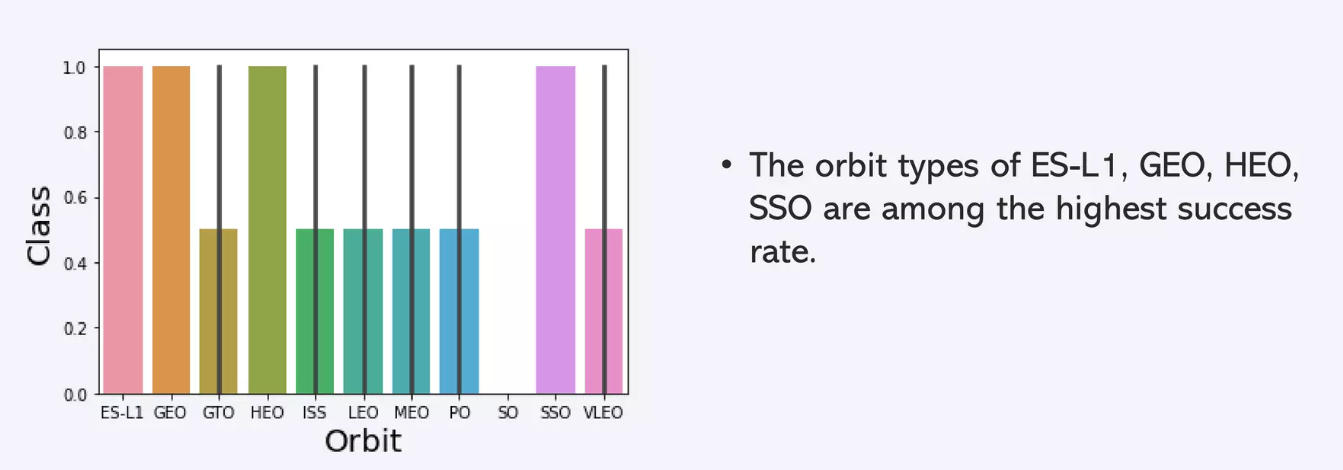 1.0
0.8
0.6
0.4
0.2
0.0
Class
ES-L1 GEO GTO HEO ISS LEO MEO PO SO SSO VLEO
Orbit
• The orbit types of ES-L1, GEO, HEO,
SSO are among the highest success
rate.